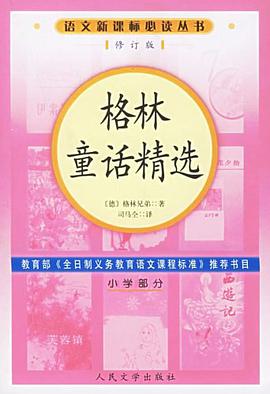 语文新课标必读丛书
修订版
格林
童话精选
〔德〕格林兄弟::著
司马仝::译
教育部《全日制义务教育语文课程标准》推荐书目
小学部分
西游记
芙蓉镇
人民文学出版社